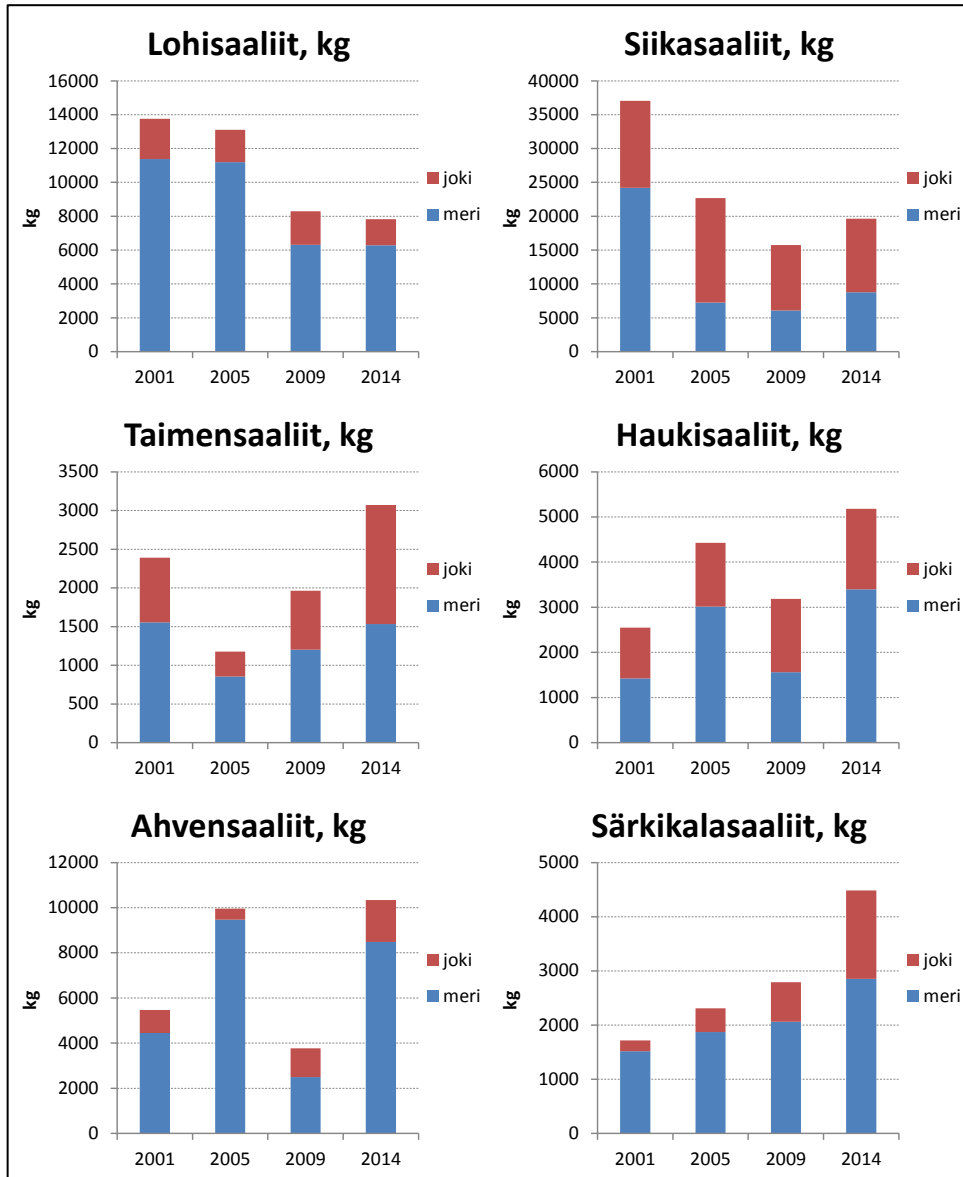 Lohisaaliit, kg
16000
14000
12000
10000
8000
6000
4000
2000
0
kg
2001 2005 2009 2014
joki
meri
Siikasaaliit, kg
40000
35000
30000
25000
20000
15000
10000
5000
0
kg
2001 2005 2009 2014
joki
meri
Taimensaaliit, kg
3500
3000
2500
2000
1500
1000
500
0
kg
2001 2005 2009 2014
joki
meri
Haukisaaliit, kg
6000
5000
4000
3000
2000
1000
0
kg
2001 2005 2009 2014
joki
meri
Ahvensaaliit, kg
12000
10000
8000
6000
4000
2000
0
kg
2001 2005 2009 2014
joki
meri
Särkikalasaaliit, kg
5000
4000
3000
2000
1000
0
kg
2001 2005 2009 2014
joki
meri